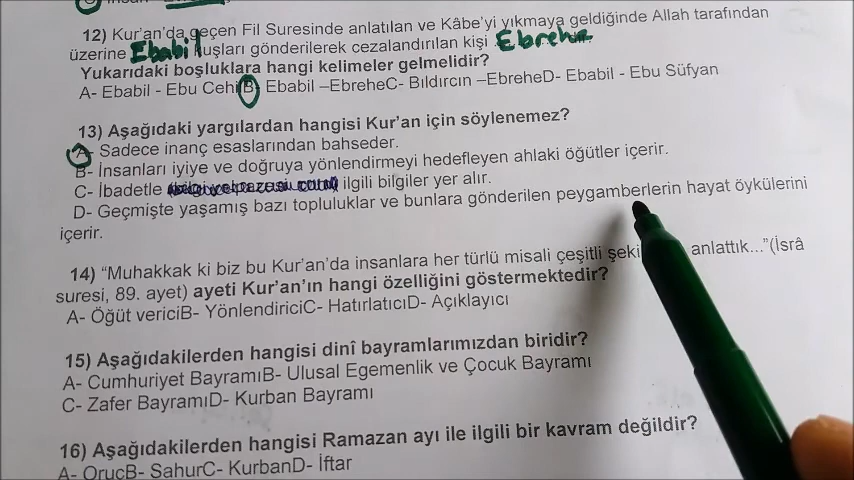 12) Kur'an'da geçen Fil Suresinde anlatılan ve Kâbe'yi yıkmaya geldiğinde Allah tarafından
üzerine Ebabil kuşları gönderilerek cezalandırılan kişi Ebrehe
Yukarıdaki boşluklara hangi kelimeler gelmelidir?
A- Ebabil - Ebu Cehil B- Ebabil –EbreheC- Bıldırcın –EbreheD- Ebabil - Ebu Süfyan
13) Aşağıdaki yargılardan hangisi Kur'an için söylenemez?
A- Sadece inanç esaslarından bahseder.
B- İnsanları iyiye ve doğruya yönlendirmeyi hedefleyen ahlaki öğütler içerir.
C- İbadetle ilgili bilgiler yer alır.
D- Geçmişte yaşamış bazı topluluklar ve bunlara gönderilen peygamberlerin hayat öykülerini
içerir.
14) "Muhakkak ki biz bu Kur'an'da insanlara her türlü misali çeşitli anlattık..."(İsrâ
suresi, 89. ayet) ayeti Kur'an'ın hangi özelliğini göstermektedir?
A- Öğüt vericiB- YönlendiriciC- HatırlatıcıD- Açıklayıcı
15) Aşağıdakilerden hangisi dinî bayramlarımızdan biridir?
A- Cumhuriyet BayramıB- Ulusal Egemenlik ve Çocuk Bayramı
C- Zafer BayramıD- Kurban Bayramı
16) Aşağıdakilerden hangisi Ramazan ayı ile ilgili bir kavram değildir?
A- OruçB- SahurC- KurbanD- İftar